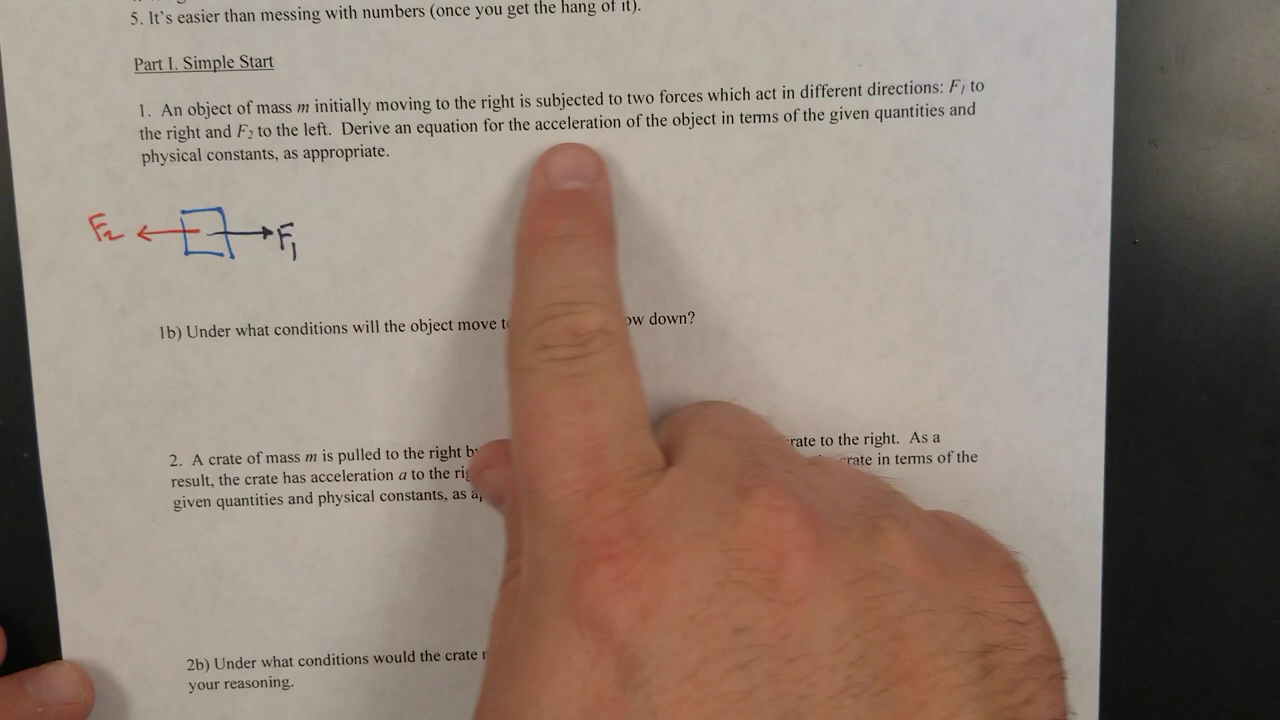 5. It's easier than messing with numbers (once you get the hang of it).
Part I. Simple Start
1. An object of mass m initially moving to the right is subjected to two forces which act in different directions: F1 to
the right and F2 to the left. Derive an equation for the acceleration of the object in terms of the given quantities and
physical constants, as appropriate.
F2 F1
1b) Under what conditions will the object move down?
2. A crate of mass m is pulled to the right to the right. As a
result, the crate has acceleration a to the crate in terms of the
given quantities and physical constants, as
2b) Under what conditions would the crate
your reasoning.